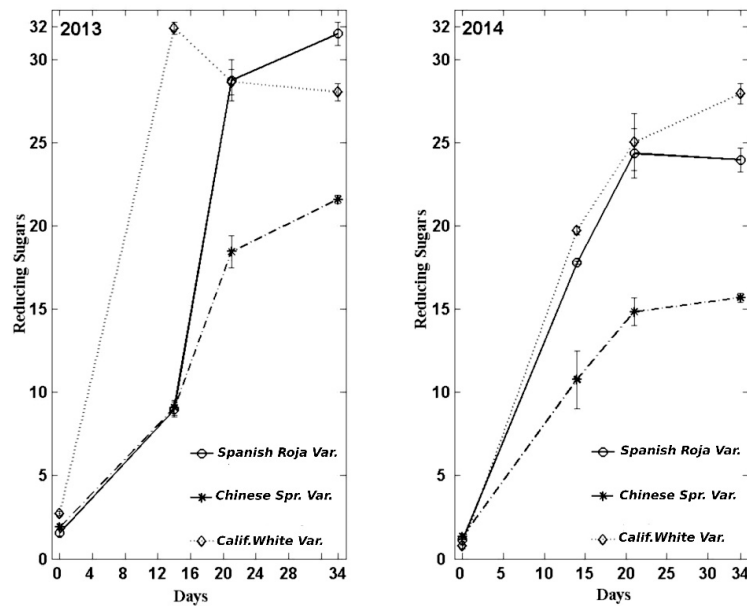 2013
32
30
25
20
15
10
5
0
Reducing Sugars
0 4 8 12 16 20 24 28 34
Days
Spanish Roja Var.
Chinese Spr. Var.
Calif.White Var.
2014
32
30
25
20
15
10
5
0
Reducing Sugars
0 5 10 15 20 25 30 34
Days
Spanish Roja Var.
Chinese Spr. Var.
Calif.White Var.